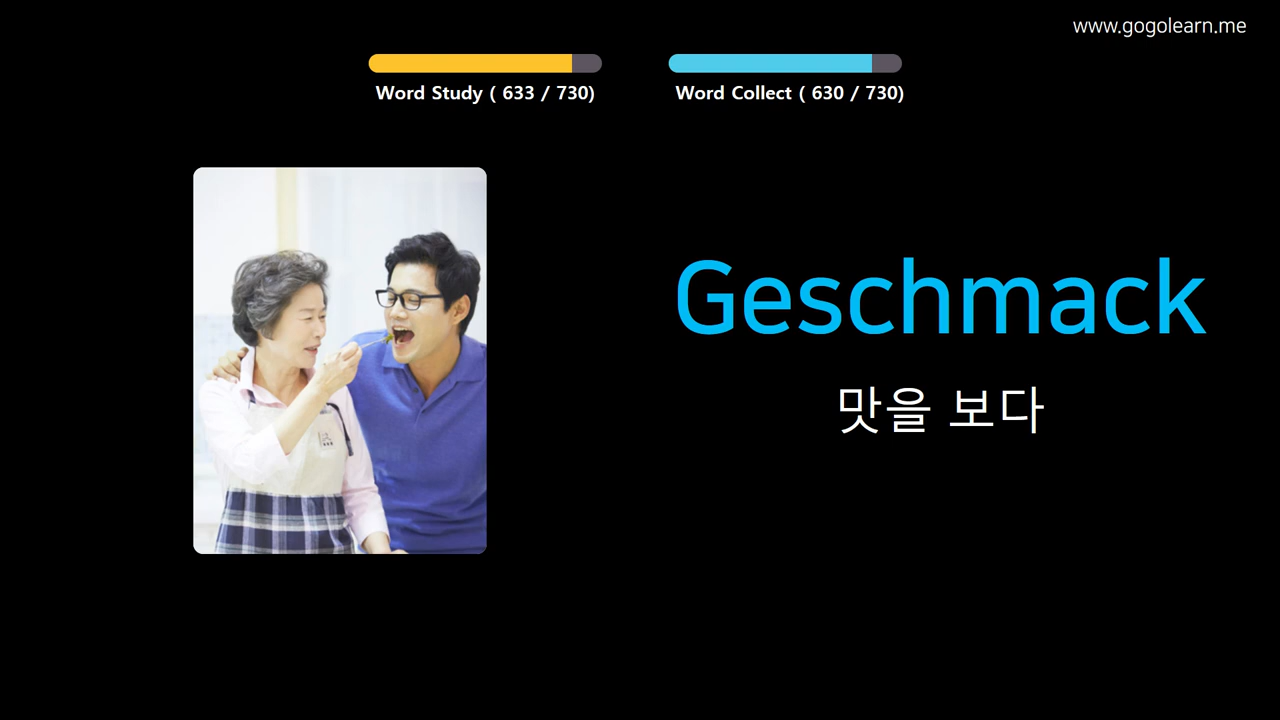 www.gogolearn.me
Word Study ( 633 / 730)
Word Collect ( 630 / 730)
Geschmack
맛을 보다